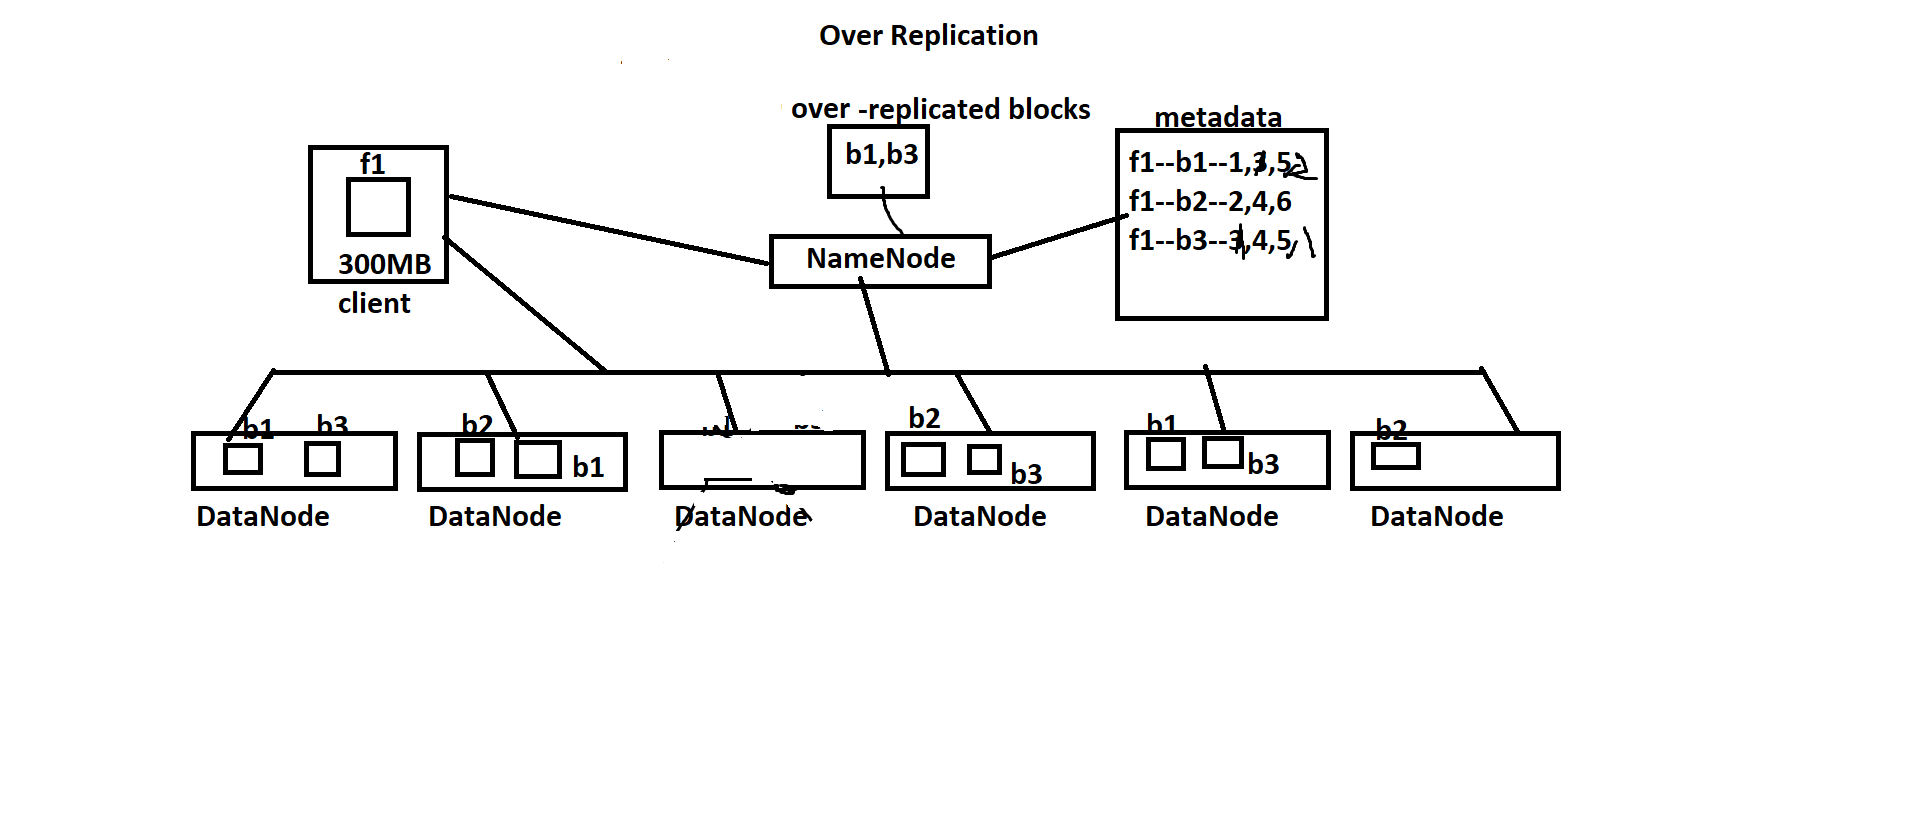 Over Replication
over -replicated blocks
metadata
b1,b3
f1
f1--b1--1,3,5,2
f1--b2--2,4,6
f1--b3--3,4,5,1
NameNode
300MB
client
b1 b3 b2 b2 b1 b2
b1 b3 b3
DataNode DataNode DataNode DataNode DataNode DataNode